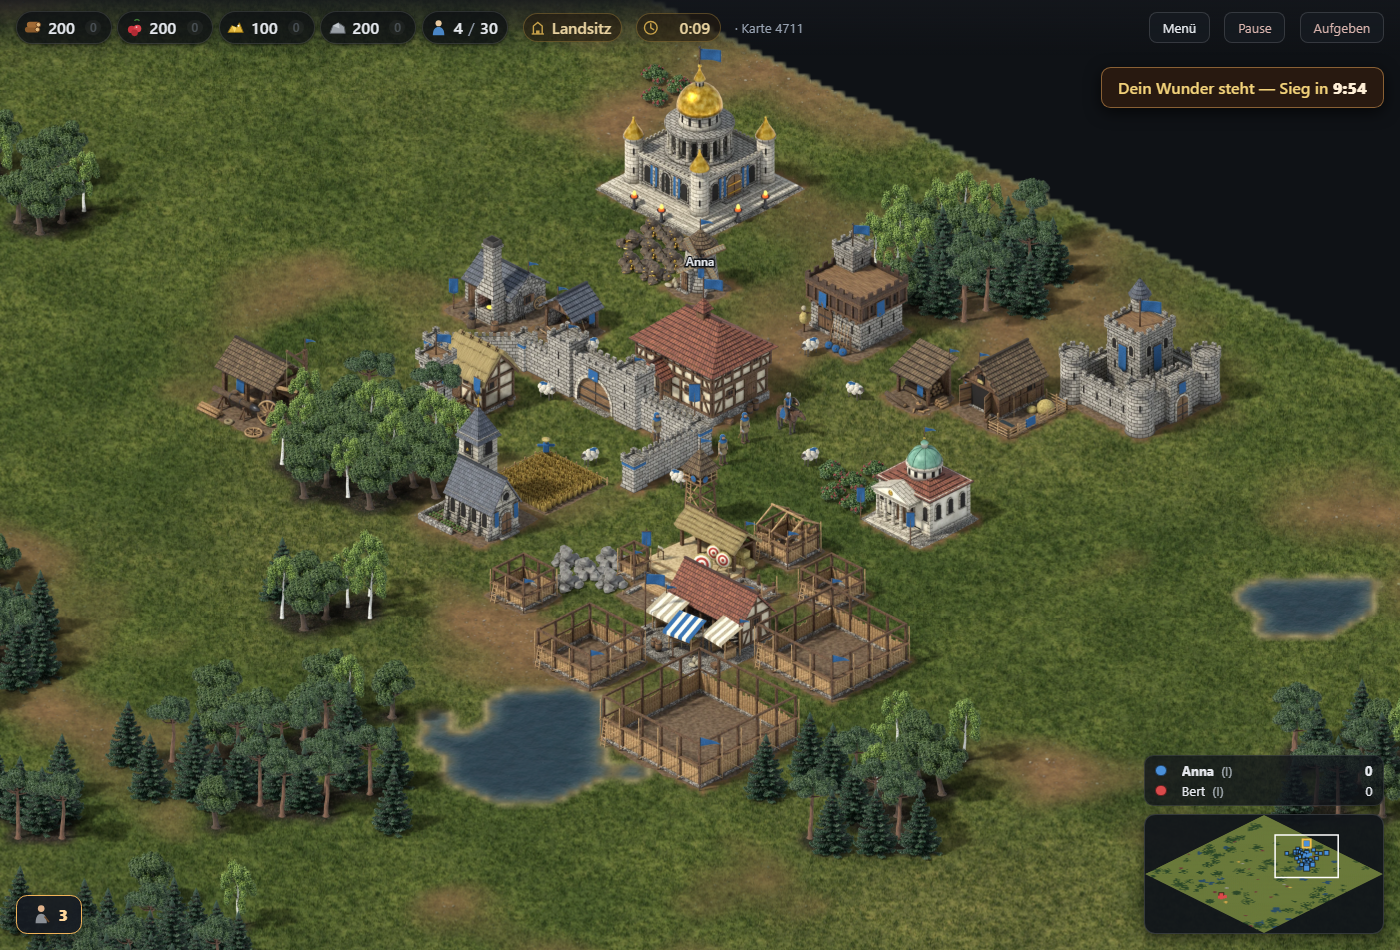 200 0 200 0 100 0 200 0 4 / 30 Landsitz 0:09 · Karte 4711 Menü Pause Aufgeben
Dein Wunder steht — Sieg in 9:54
Anna
Anna (I) 0
Bert (I) 0
3